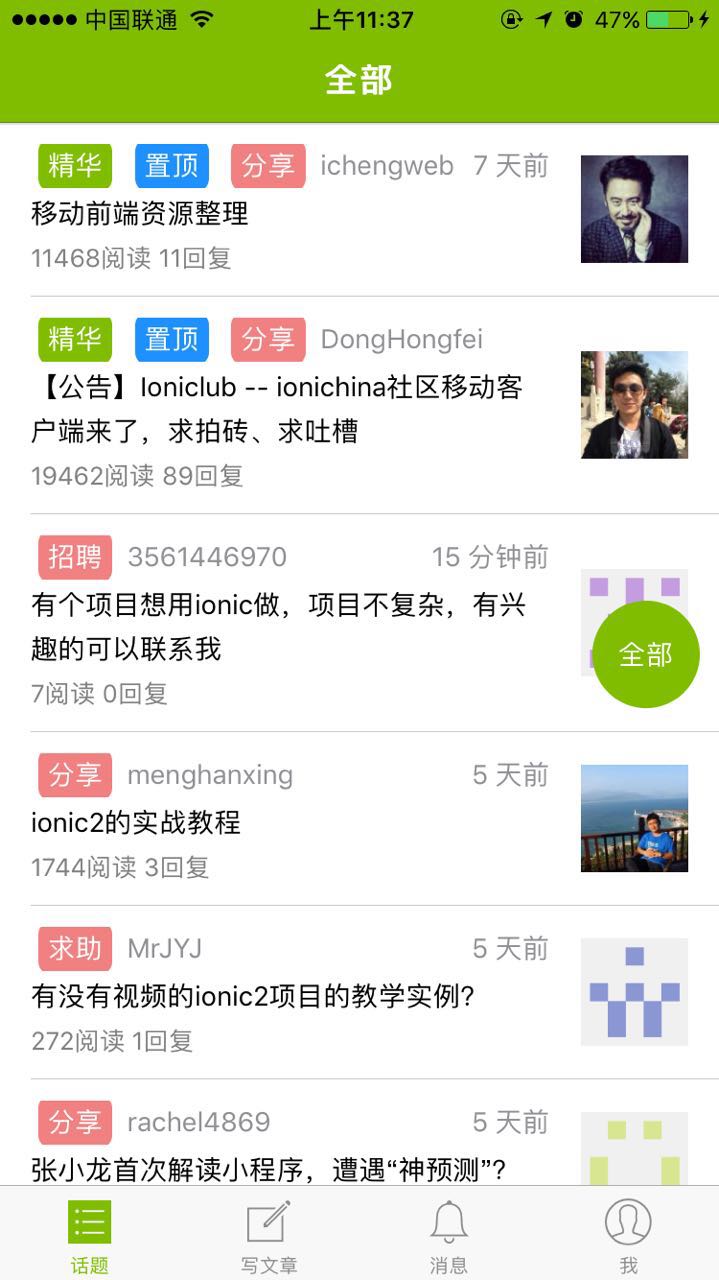 中国联通 上午11:37 47%
全部
精华 置顶 分享 ichengweb 7 天前
移动前端资源整理
11468阅读 11回复
精华 置顶 分享 DongHongfei
【公告】Ioniclub -- ionichina社区移动客
户端来了，求拍砖、求吐槽
19462阅读 89回复
招聘 3561446970 15 分钟前
有个项目想用ionic做，项目不复杂，有兴
趣的可以联系我
全部
7阅读 0回复
分享 menghanxing 5 天前
ionic2的实战教程
1744阅读 3回复
求助 MrJYJ 5 天前
有没有视频的ionic2项目的教学实例?
272阅读 1回复
分享 rachel4869 5 天前
张小龙首次解读小程序，遭遇“神预测”?
话题 写文章 消息 我